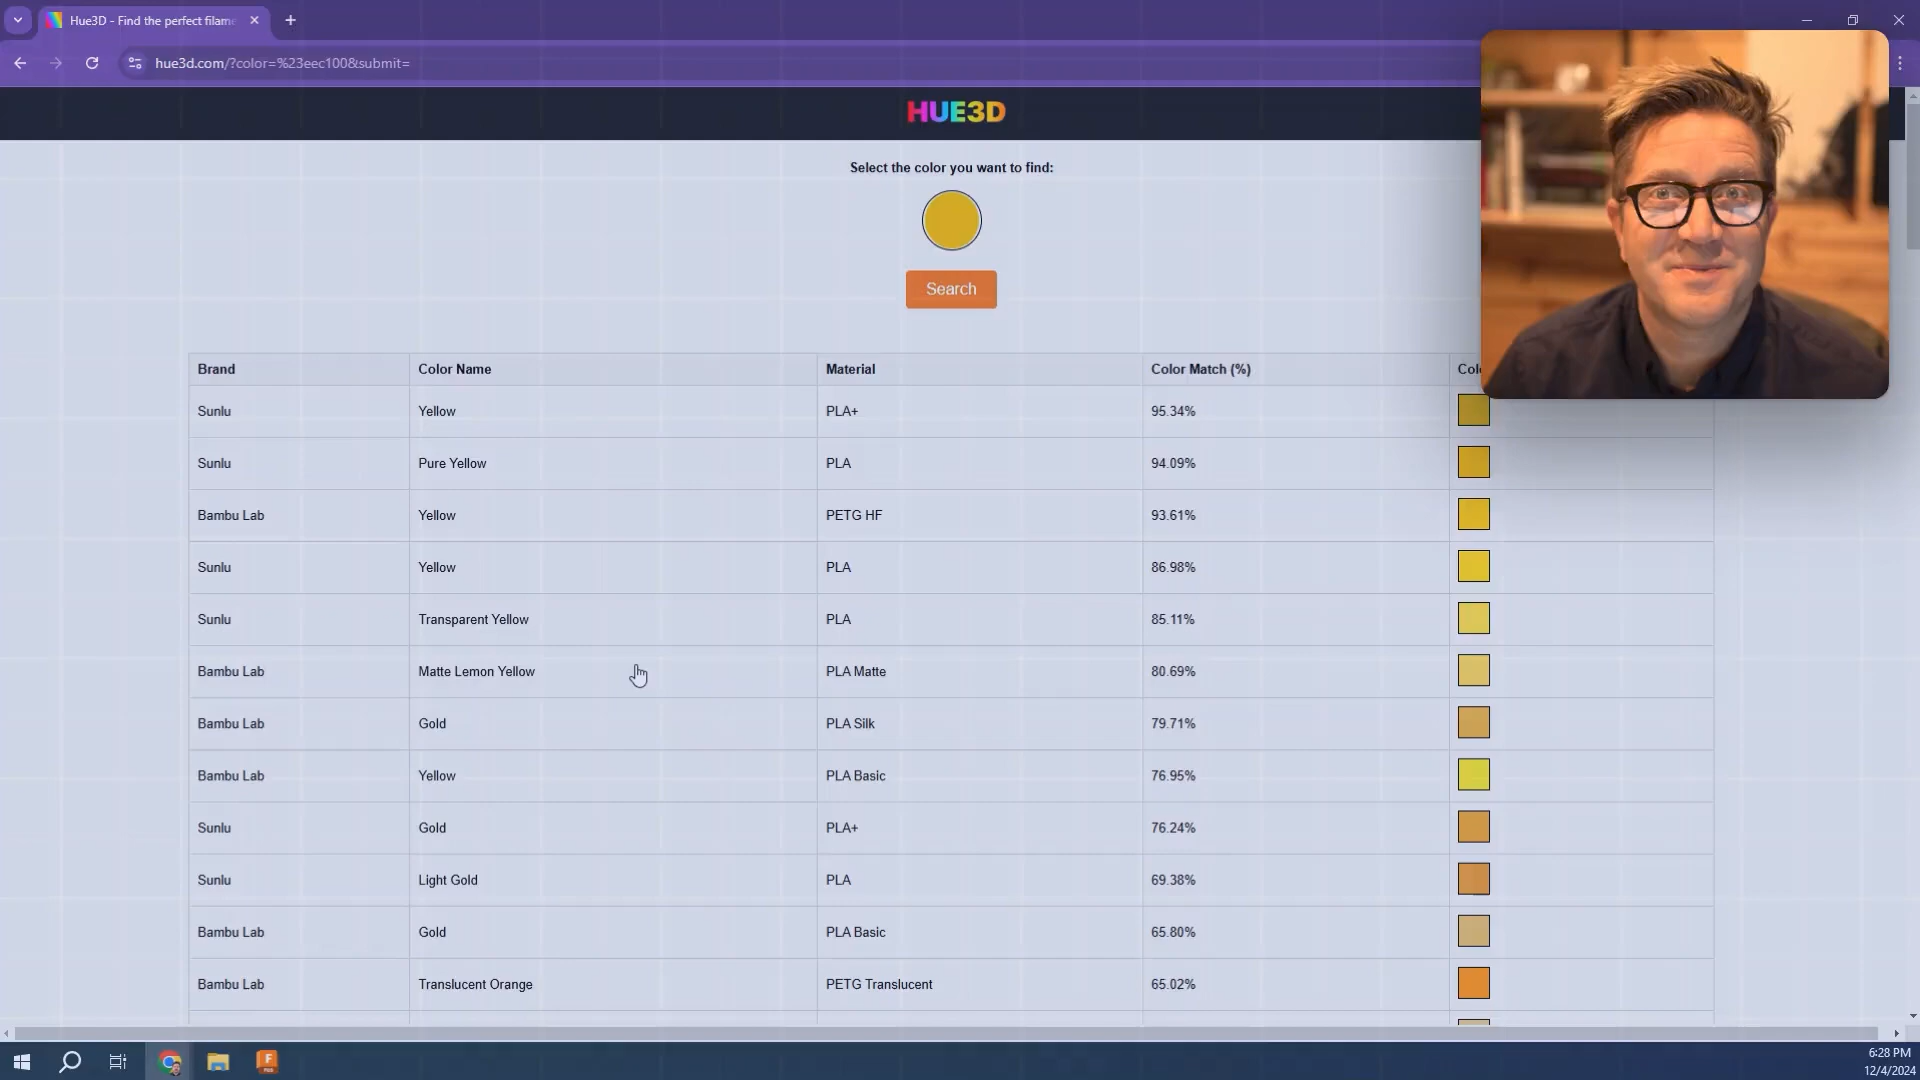 Hue3D - Find the perfect filame
hue3d.com/?color=%23eec100&submit=
HUE3D
Select the color you want to find:
Search
Brand Color Name Material Color Match (%)
Sunlu Yellow PLA+ 95.34%
Sunlu Pure Yellow PLA 94.09%
Bambu Lab Yellow PETG HF 93.61%
Sunlu Yellow PLA 86.98%
Sunlu Transparent Yellow PLA 85.11%
Bambu Lab Matte Lemon Yellow PLA Matte 80.69%
Bambu Lab Gold PLA Silk 79.71%
Bambu Lab Yellow PLA Basic 76.95%
Sunlu Gold PLA+ 76.24%
Sunlu Light Gold PLA 69.38%
Bambu Lab Gold PLA Basic 65.80%
Bambu Lab Translucent Orange PETG Translucent 65.02%
F
6:28 PM
12/4/2024